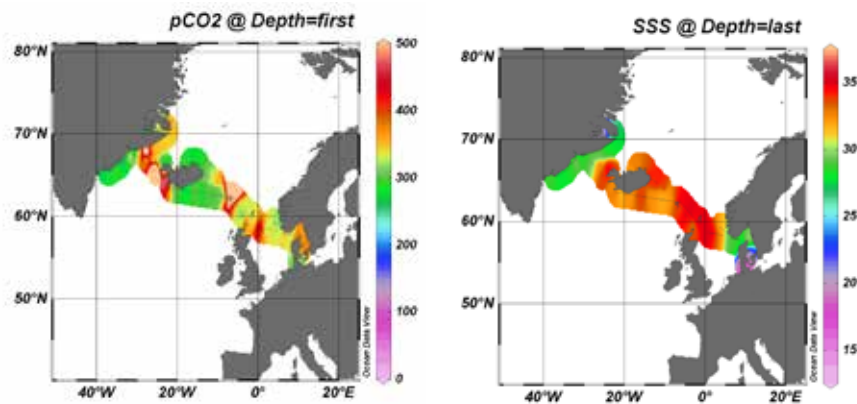 pCO2 @ Depth=first
80°N
70°N
60°N
50°N
40°W
20°W
0°
20°E
500
400
300
200
100
0
Ocean Data View
SSS @ Depth=last
80°N
70°N
60°N
50°N
40°W
20°W
0°
20°E
35
30
25
20
15
Ocean Data View